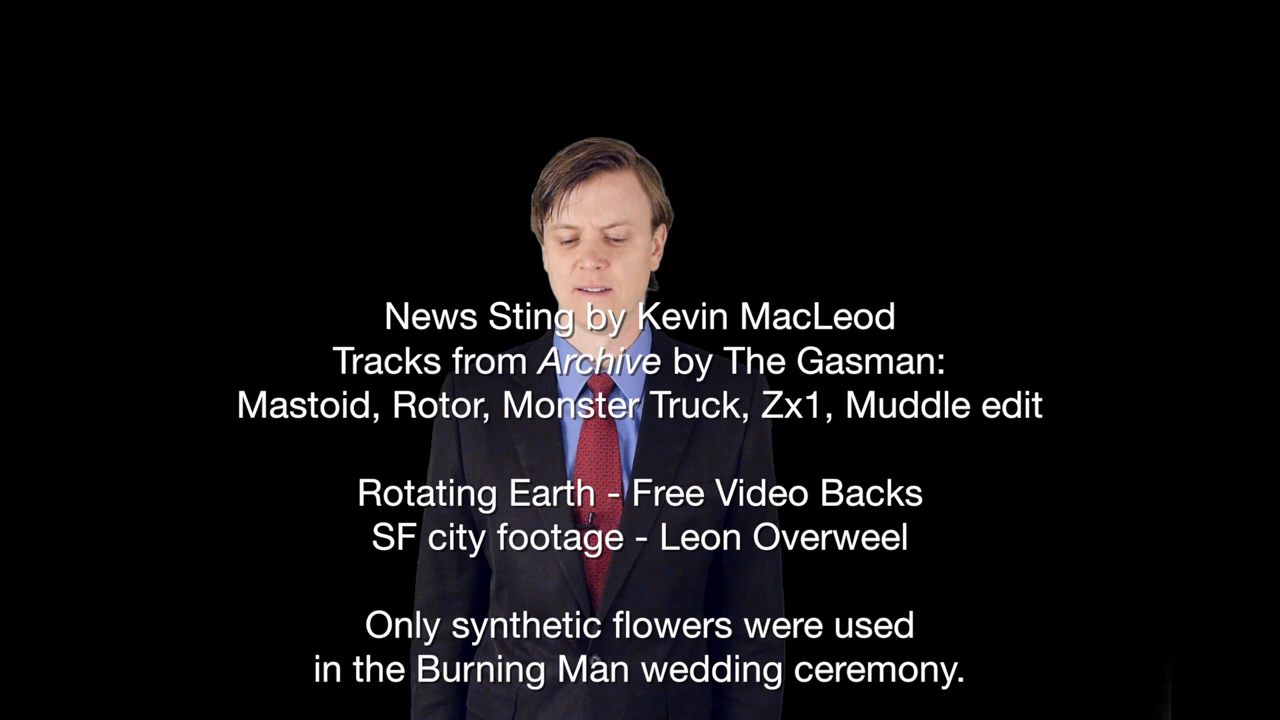 News Sting by Kevin MacLeod
Tracks from Archive by The Gasman:
Mastoid, Rotor, Monster Truck, Zx1, Muddle edit
Rotating Earth - Free Video Backs
SF city footage - Leon Overweel
Only synthetic flowers were used
in the Burning Man wedding ceremony.